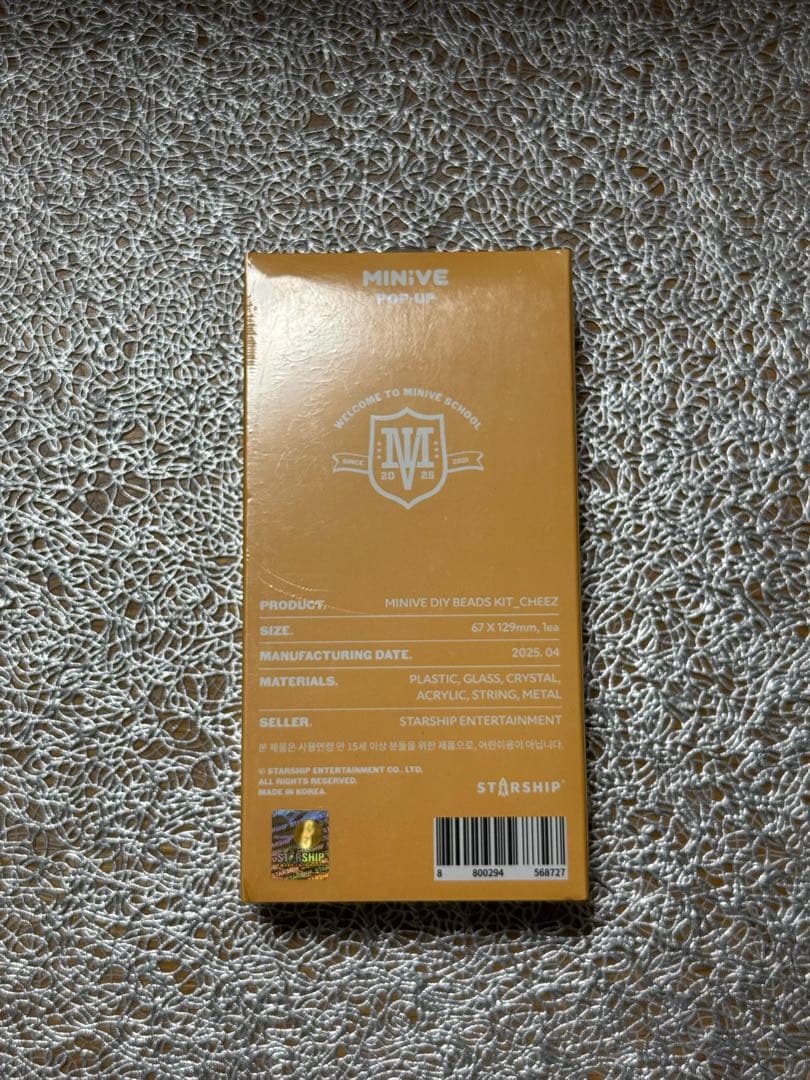 MINiVE
POP-UP
WELCOME TO MINIVE SCHOOL
SINCE 2021
MV
20 25
PRODUCT. MINIVE DIY BEADS KIT_CHEEZ
SIZE. 67 X 129mm, 1ea
MANUFACTURING DATE. 2025. 04
MATERIALS. PLASTIC, GLASS, CRYSTAL,
ACRYLIC, STRING, METAL
SELLER. STARSHIP ENTERTAINMENT
본 제품은 사용연령 만 15세 이상 분들을 위한 제품으로, 어린이용이 아닙니다.
© STARSHIP ENTERTAINMENT CO., LTD.
ALL RIGHTS RESERVED.
MADE IN KOREA.
STARSHIP
STARSHIP
8 800294 568727